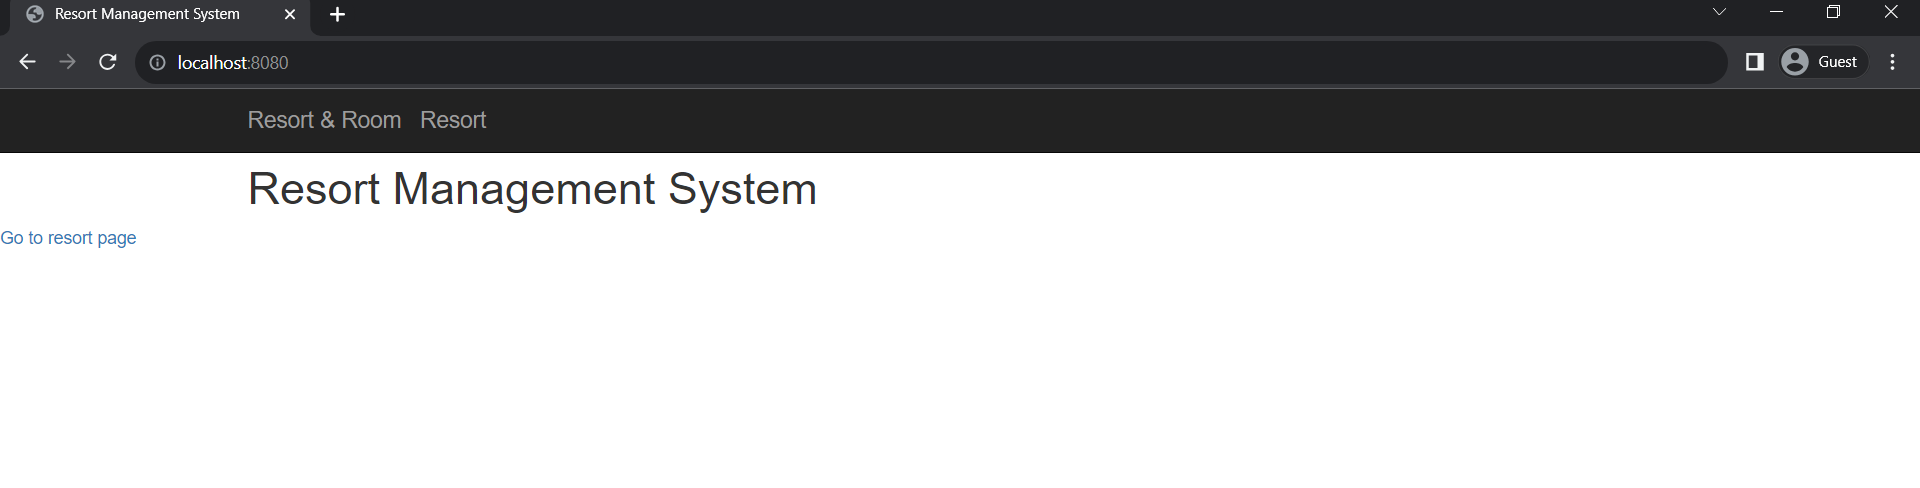 Resort Management System
localhost:8080
Guest
Resort & Room Resort
Resort Management System
Go to resort page